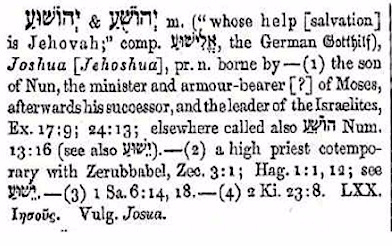 יְהוֹשֻׁעַ & יְהוֹשׁוּעַ m. (“whose help [salvation]
is Jehovah;” comp. אֱלִישׁוּעַ, the German Gotthilf),
Joshua [Jehoshua], pr. n. borne by—(1) the son
of Nun, the minister and armour-bearer [?] of Moses,
afterwards his successor, and the leader of the Israelites,
Ex. 17:9; 24:13; elsewhere called also הוֹשֵׁעַ Num.
13:16 (see also יֵשׁוּעַ).—(2) a high priest cotempo-
rary with Zerubbabel, Zec. 3:1; Hag. 1:1, 12; see
יֵשׁוּעַ.—(3) 1 Sa. 6:14, 18.—(4) 2 Ki. 23:8. LXX.
Ἰησοῦς. Vulg. Josua.